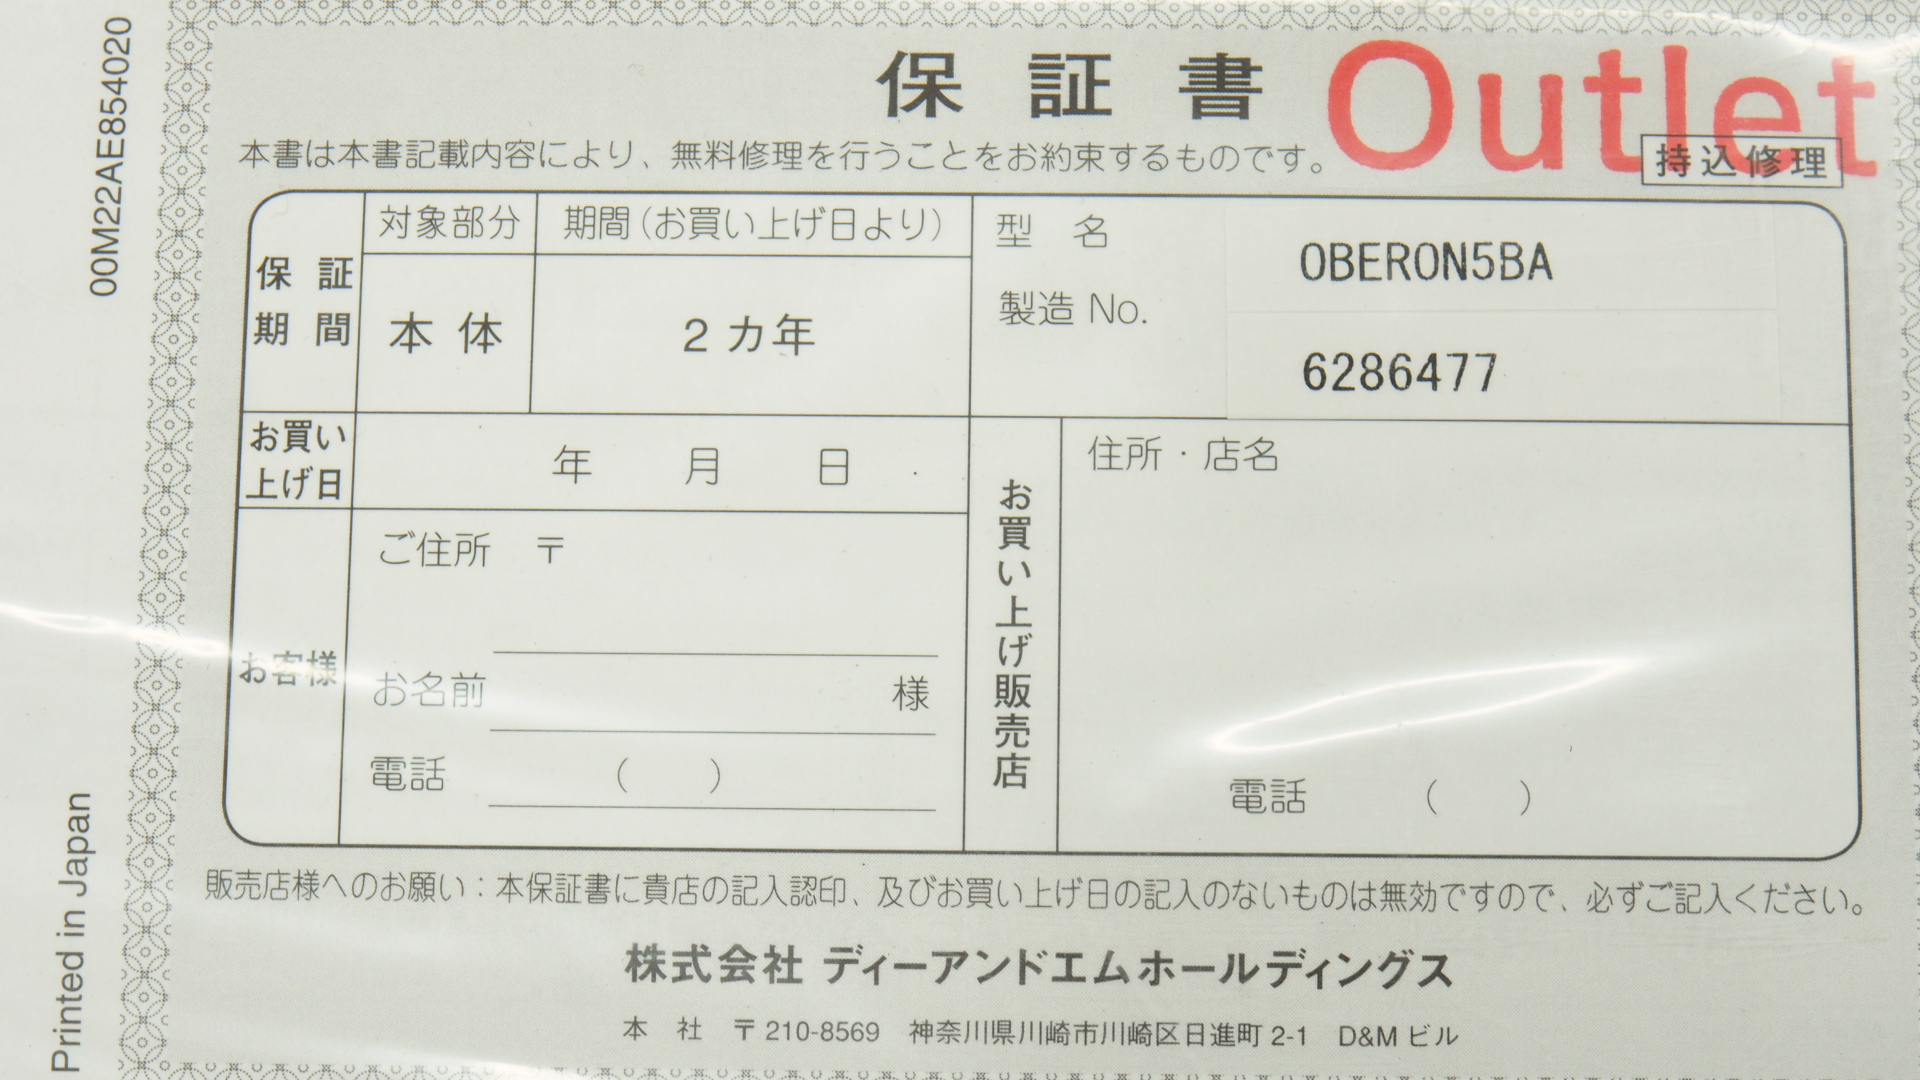 保証書
Outlet
本書は本書記載内容により、無料修理を行うことをお約束するものです。
持込修理
保証期間
対象部分
期間(お買い上げ日より)
本体
2カ年
型 名
OBERON5BA
製造 No.
6286477
お買い上げ日
年 月 日
お客様
ご住所 〒
お名前 様
電話 ( )
お買い上げ販売店
住所・店名
電話 ( )
販売店様へのお願い:本保証書に貴店の記入認印、及びお買い上げ日の記入のないものは無効ですので、必ずご記入ください。
株式会社 ディーアンドエムホールディングス
本 社 〒210-8569 神奈川県川崎市川崎区日進町 2-1 D&M ビル
00M22AE854020
Printed in Japan